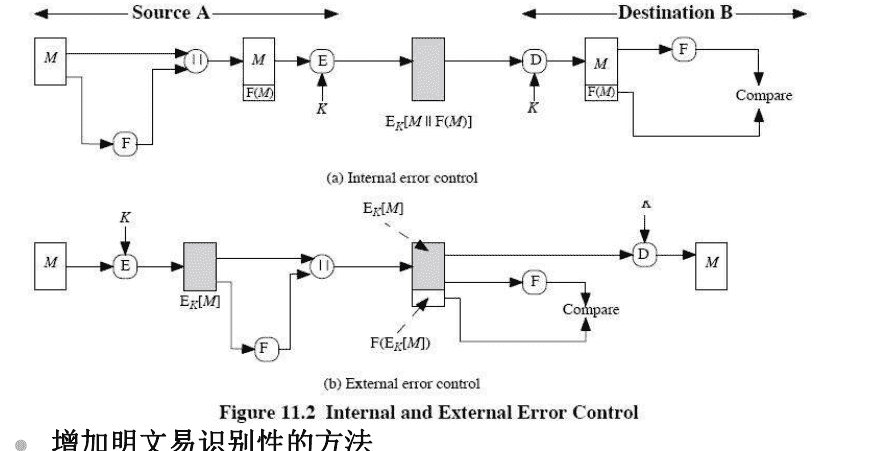 Source A Destination B
M || M F(M) E K E_K[M || F(M)] D K M F(M) F Compare
F
(a) Internal error control
E_K[M] K
K
M E E_K[M] || F F(E_K[M]) F Compare D M
(b) External error control
Figure 11.2 Internal and External Error Control
增加明文易识别性的方法